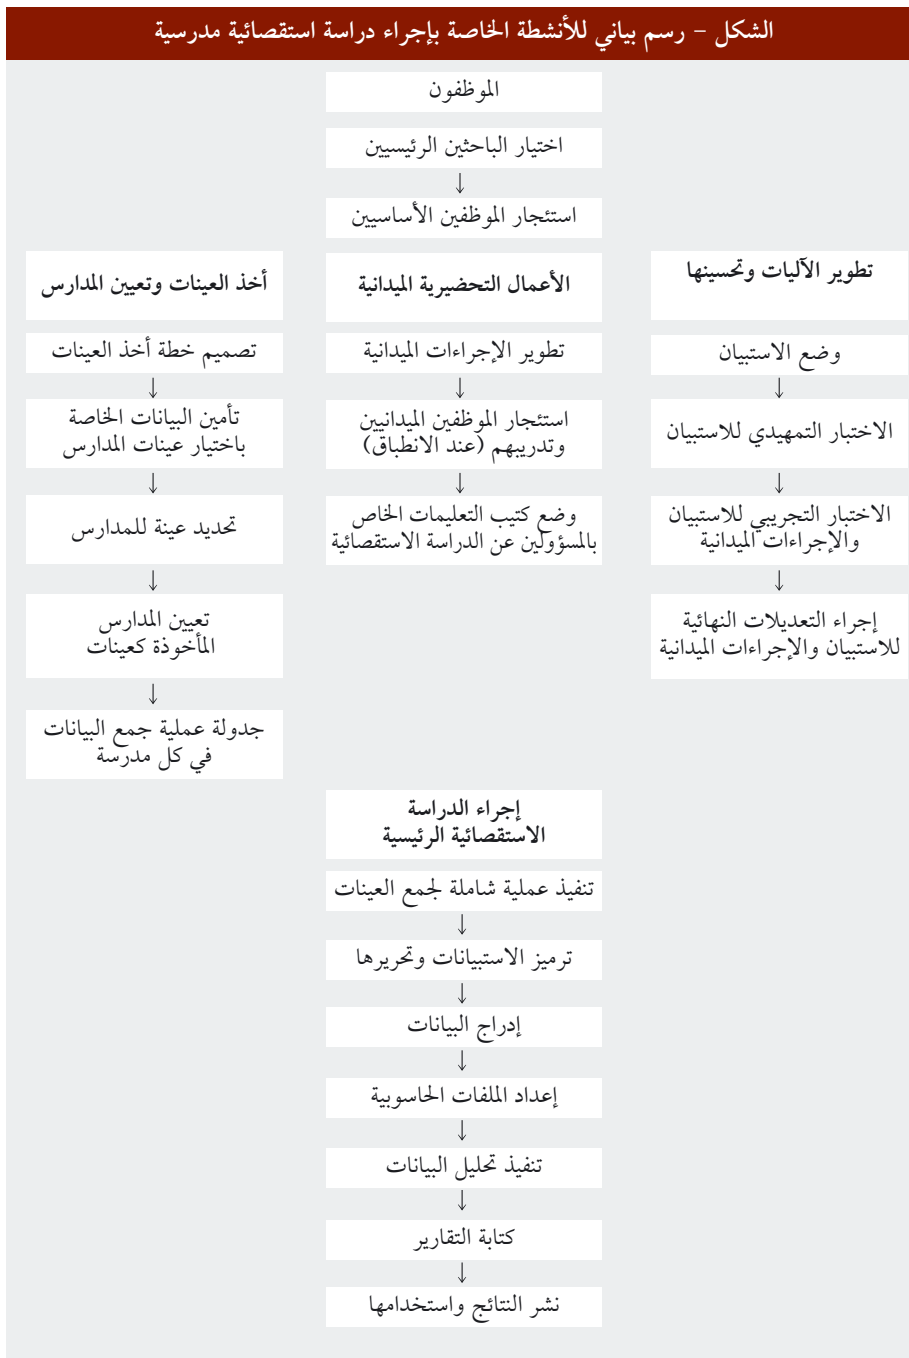 الشكل – رسم بياني للأنشطة الخاصة بإجراء دراسة استقصائية مدرسية
الموظفون
اختيار الباحثين الرئيسيين
↓
استئجار الموظفين الأساسيين
تطوير الآليات وتحسينها
وضع الاستبيان
↓
الاختبار التمهيدي للاستبيان
↓
الاختبار التجريبي للاستبيان
والإجراءات الميدانية
↓
إجراء التعديلات النهائية
للاستبيان والإجراءات الميدانية
الأعمال التحضيرية الميدانية
تطوير الإجراءات الميدانية
↓
استئجار الموظفين الميدانيين
وتدريبهم (عند الانطباق)
↓
وضع كتيب التعليمات الخاص
بالمسؤولين عن الدراسة الاستقصائية
أخذ العينات وتعيين المدارس
تصميم خطة أخذ العينات
↓
تأمين البيانات الخاصة
باختيار عينات المدارس
↓
تحديد عينة للمدارس
↓
تعيين المدارس
المأخوذة كعينات
↓
جدولة عملية جمع البيانات
في كل مدرسة
إجراء الدراسة
الاستقصائية الرئيسية
تنفيذ عملية شاملة لجمع العينات
↓
ترميز الاستبيانات وتحريرها
↓
إدراج البيانات
↓
إعداد الملفات الحاسوبية
↓
تنفيذ تحليل البيانات
↓
كتابة التقارير
↓
نشر النتائج واستخدامها